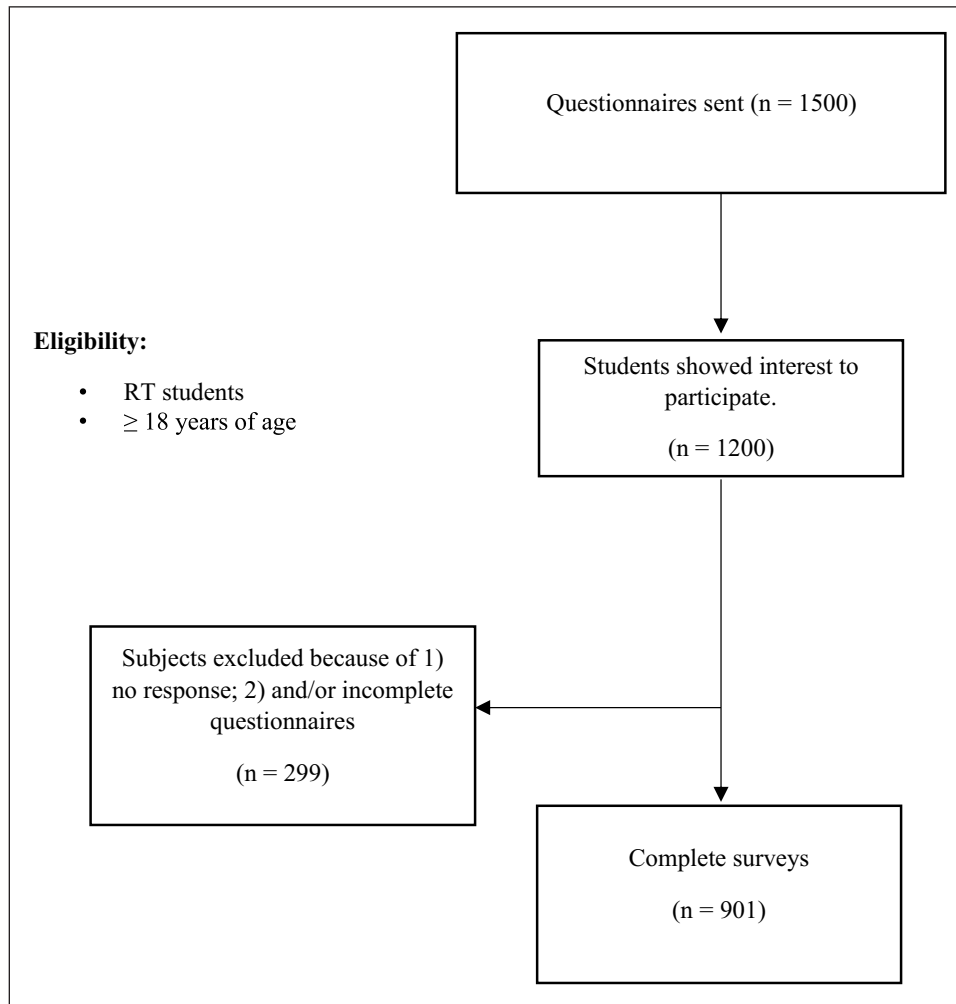 Questionnaires sent (n = 1500)
Eligibility:
• RT students
• ≥ 18 years of age
Students showed interest to
participate.
(n = 1200)
Subjects excluded because of 1)
no response; 2) and/or incomplete
questionnaires
(n = 299)
Complete surveys
(n = 901)